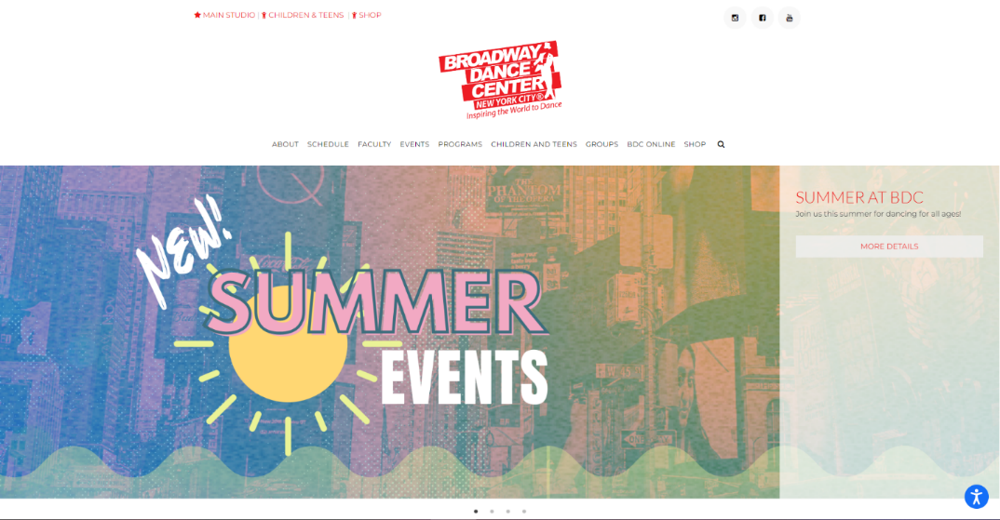 MAIN STUDIO | CHILDREN & TEENS | SHOP
BROADWAY
DANCE
CENTER
NEW YORK CITY®
Inspiring the World to Dance
ABOUT SCHEDULE FACULTY EVENTS PROGRAMS CHILDREN AND TEENS GROUPS BDC ONLINE SHOP
PHANTOM
OF THE OPERA
NEW!
SUMMER
EVENTS
SUMMER AT BDC
Join us this summer for dancing for all ages!
MORE DETAILS